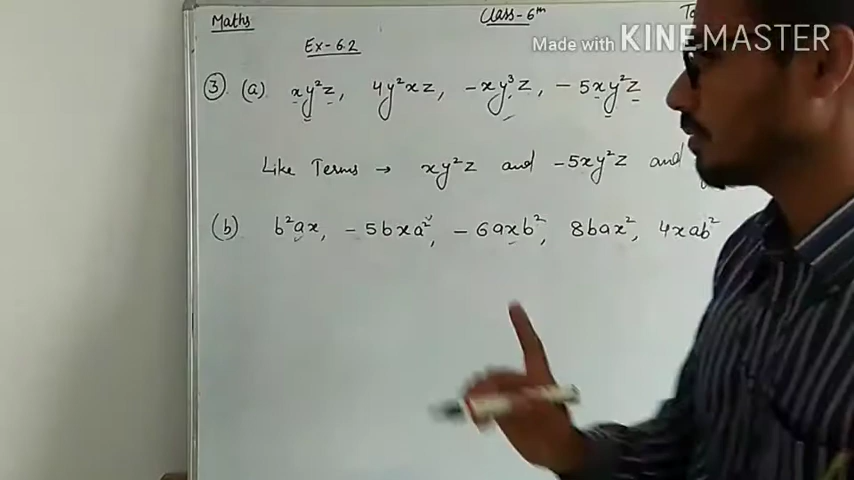 Maths Class-6th
Ex-6.2
Made with KINEMASTER
③ (a) xy²z, 4y²xz, -xy³z, -5xy²z
Like Terms → xy²z and -5xy²z and
(b) b²ax, -5bxa², -6axb², 8bax², 4xab²